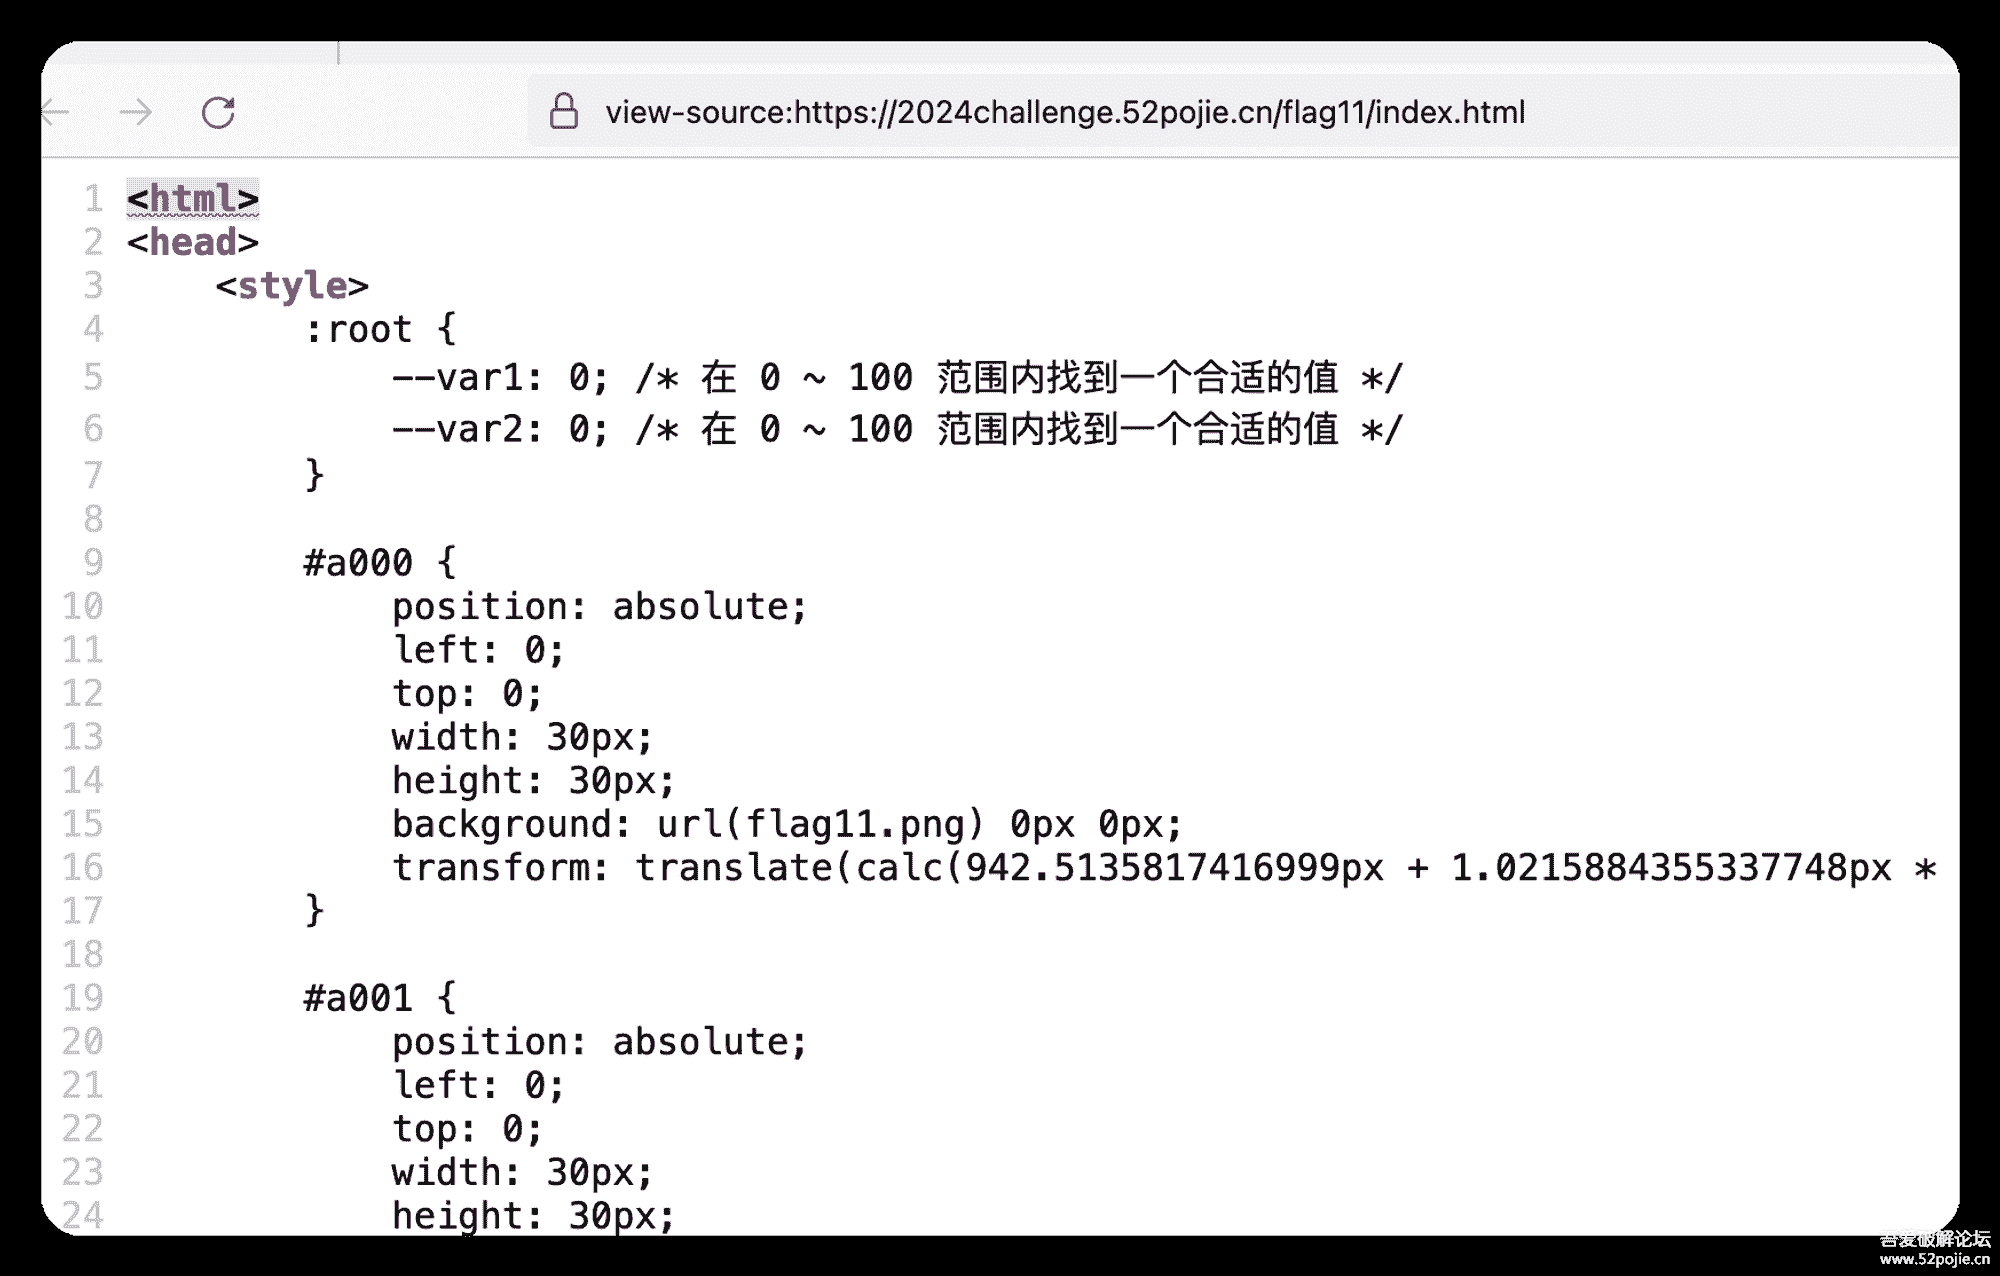 view-source:https://2024challenge.52pojie.cn/flag11/index.html
1 <html>
2 <head>
3 <style>
4 :root {
5 --var1: 0; /* 在 0 ~ 100 范围内找到一个合适的值 */
6 --var2: 0; /* 在 0 ~ 100 范围内找到一个合适的值 */
7 }
8
9 #a000 {
10 position: absolute;
11 left: 0;
12 top: 0;
13 width: 30px;
14 height: 30px;
15 background: url(flag11.png) 0px 0px;
16 transform: translate(calc(942.5135817416999px + 1.0215884355337748px *
17 }
18
19 #a001 {
20 position: absolute;
21 left: 0;
22 top: 0;
23 width: 30px;
24 height: 30px;
吾爱破解论坛
www.52pojie.cn